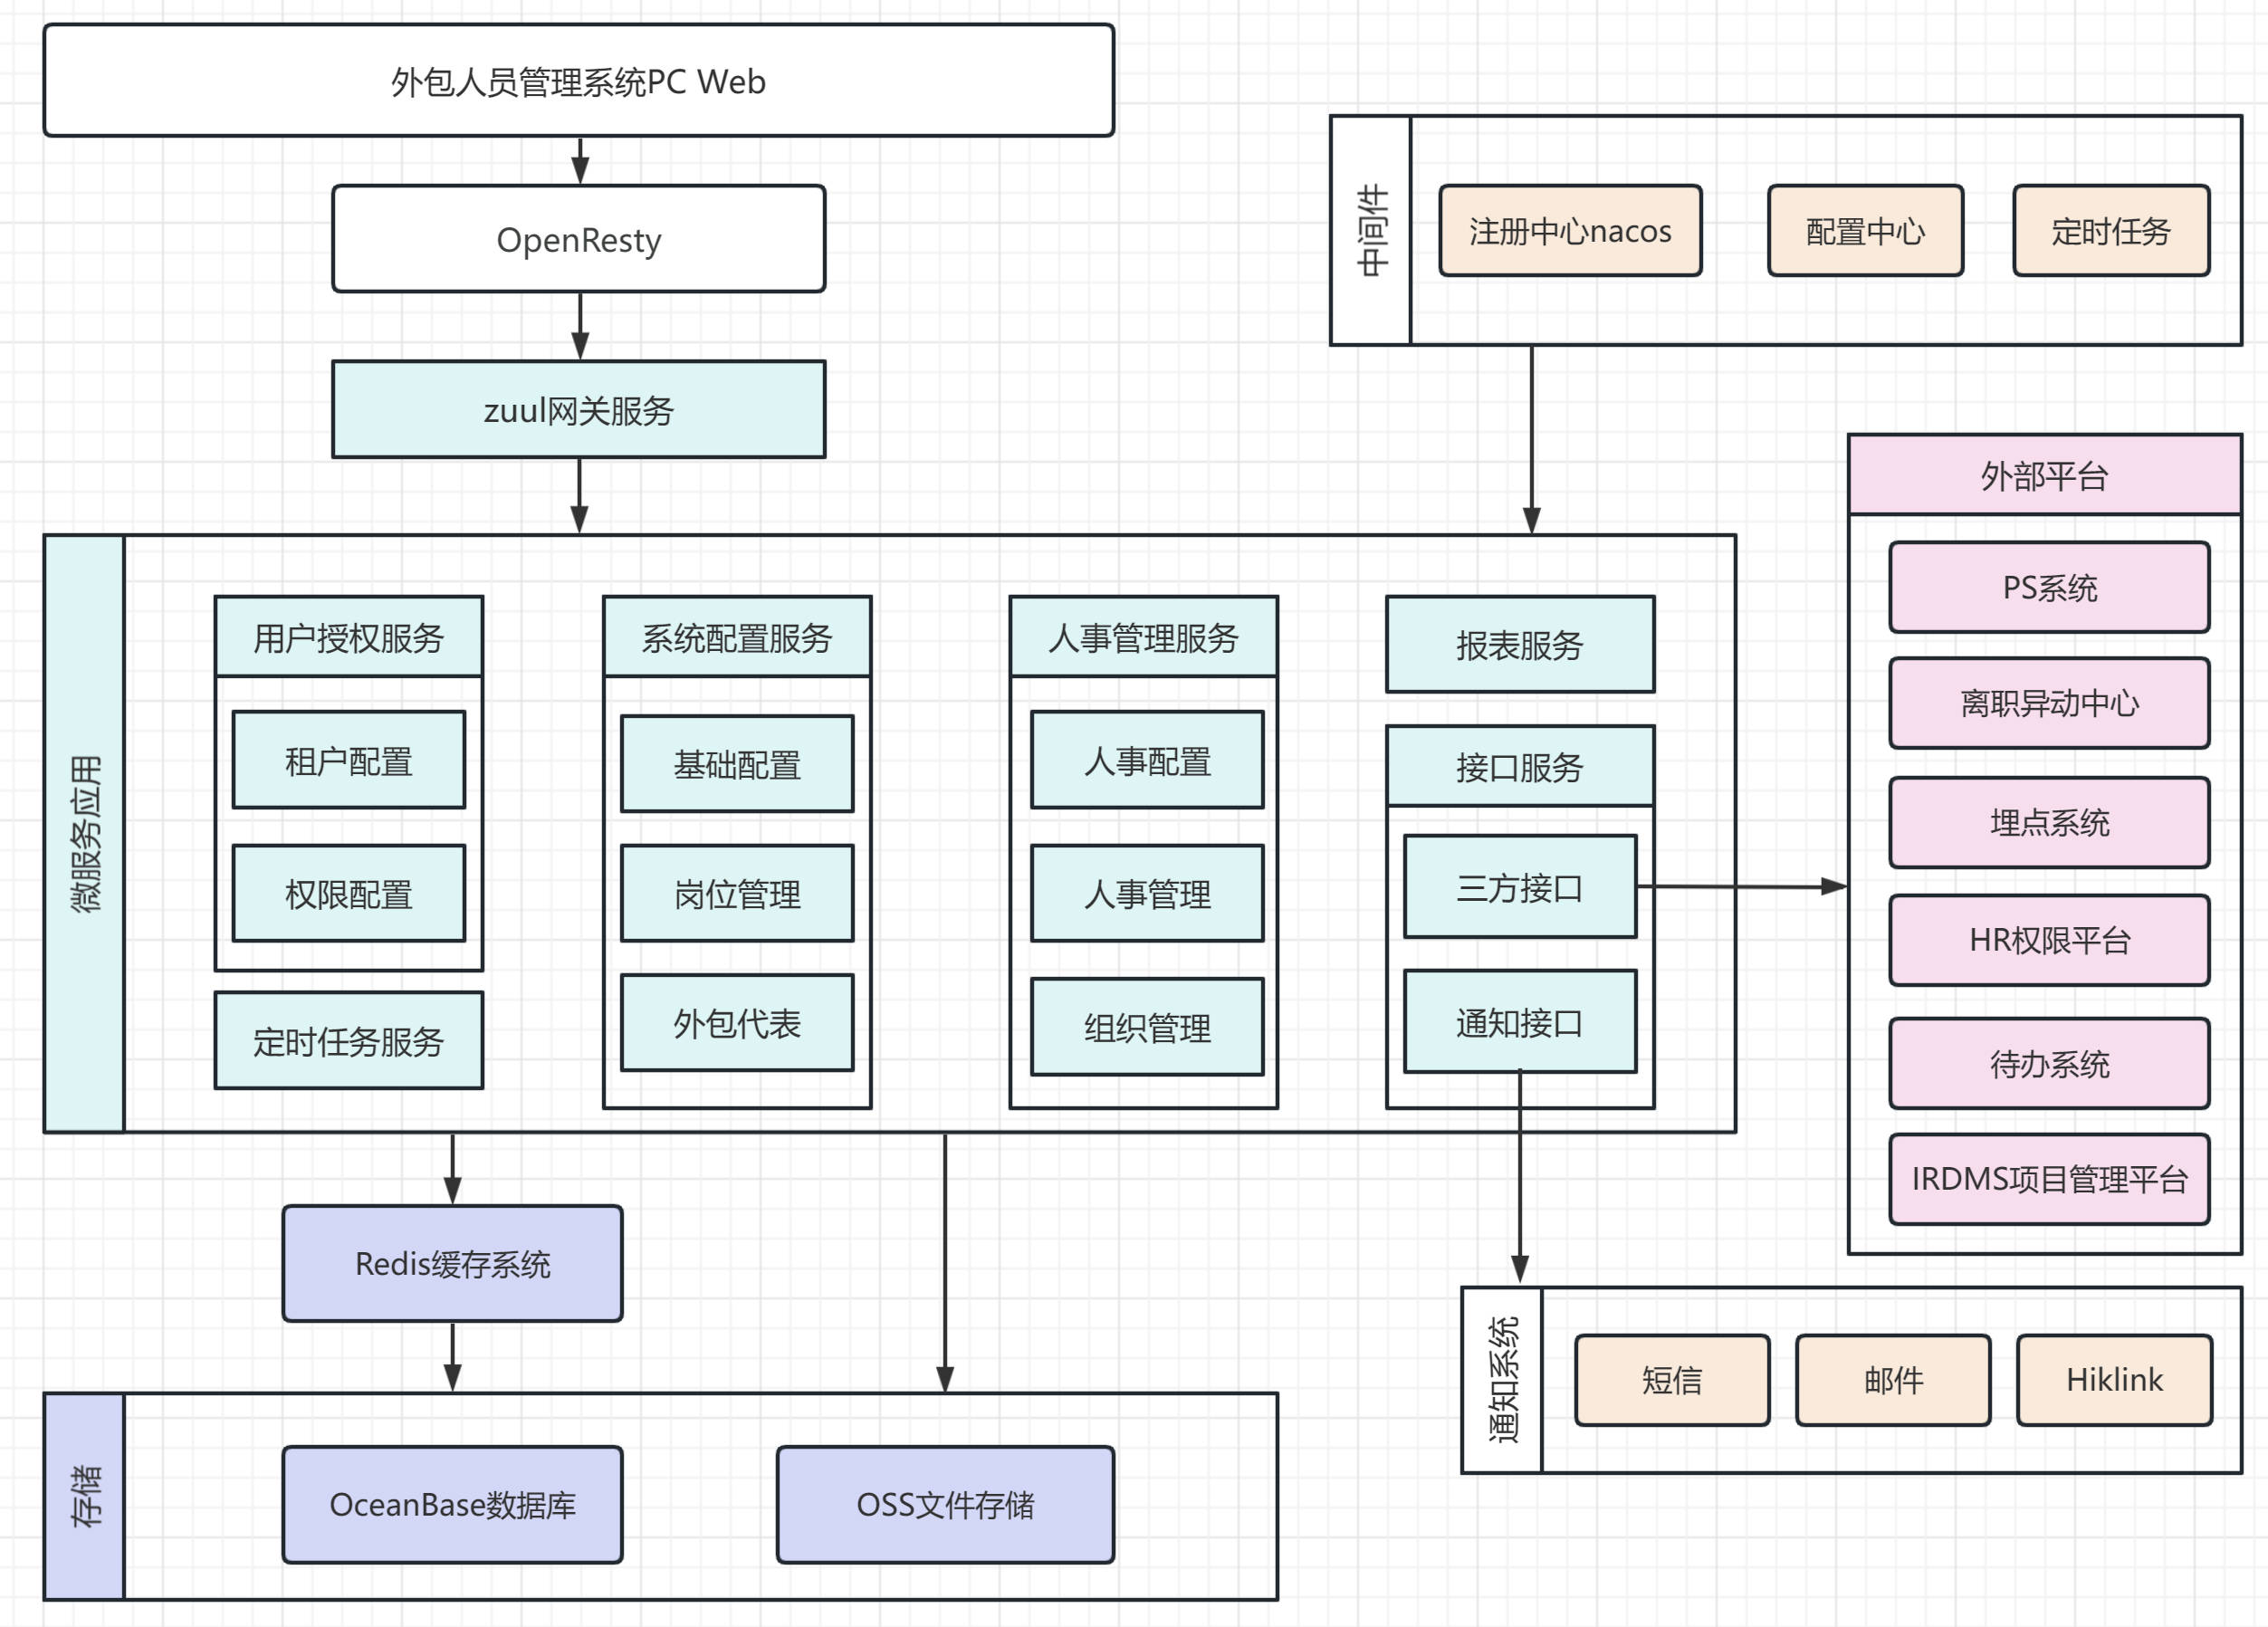 外包人员管理系统PC Web
OpenResty
zuul网关服务
中间件
注册中心nacos
配置中心
定时任务
微服务应用
用户授权服务
租户配置
权限配置
定时任务服务
系统配置服务
基础配置
岗位管理
外包代表
人事管理服务
人事配置
人事管理
组织管理
报表服务
接口服务
三方接口
通知接口
外部平台
PS系统
离职异动中心
埋点系统
HR权限平台
待办系统
IRDMS项目管理平台
Redis缓存系统
存储
OceanBase数据库
OSS文件存储
通知系统
短信
邮件
Hiklink